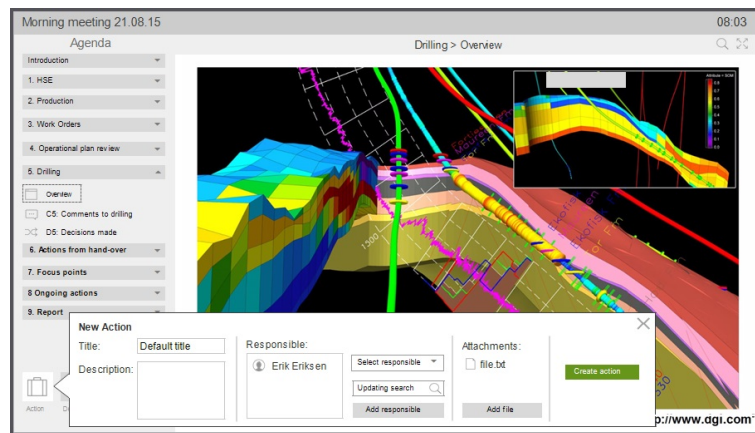 Morning meeting 21.08.15
08:03
Agenda
Drilling > Overview
Introduction
1. HSE
2. Production
3. Work Orders
4. Operational plan review
5. Drilling
Overview
C5: Comments to drilling
D5: Decisions made
6. Actions from hand-over
7. Focus points
8 Ongoing actions
9. Report
1500
Ekofisk
New Action
Title:
Default title
Description:
Responsible:
Erik Eriksen
Select responsible
Updating search
Add responsible
Attachments:
file.txt
Add file
Create action
Action
p://www.dgi.com